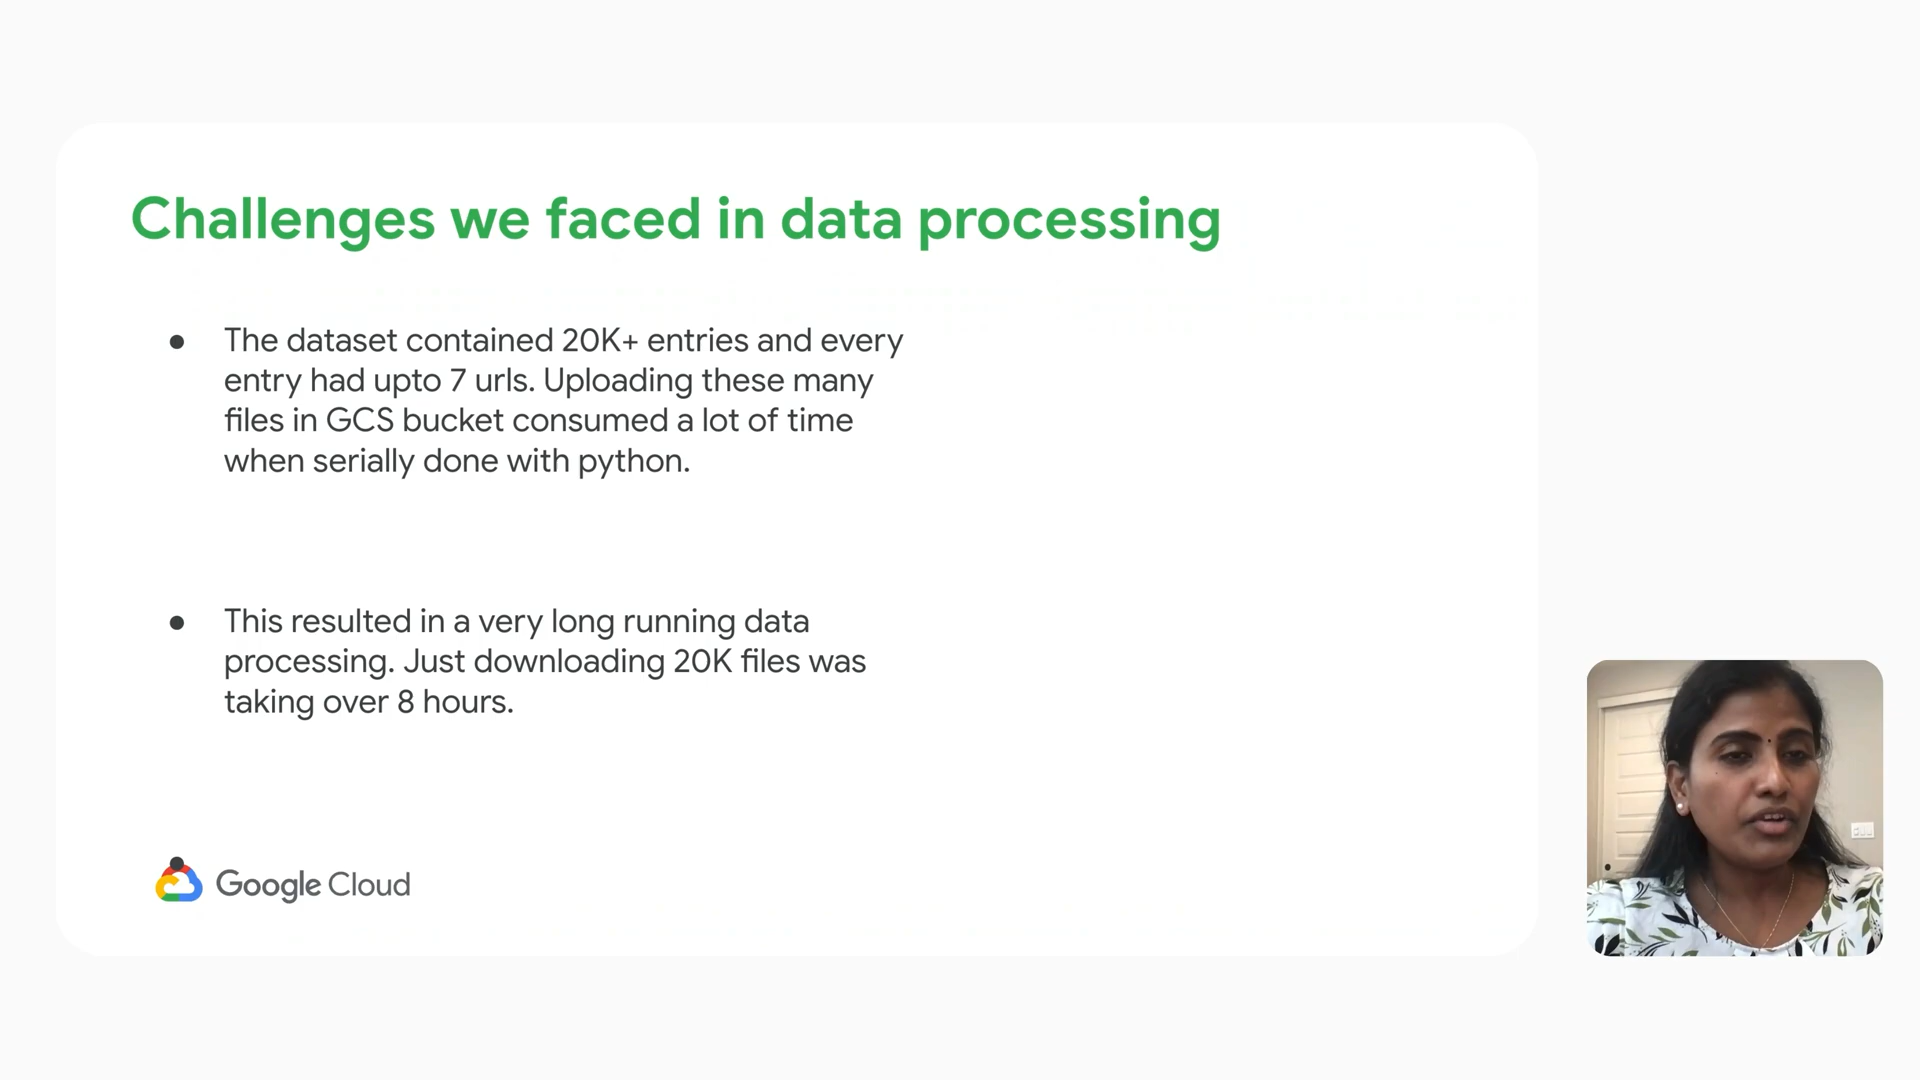 Challenges we faced in data processing
● The dataset contained 20K+ entries and every
entry had upto 7 urls. Uploading these many
files in GCS bucket consumed a lot of time
when serially done with python.
● This resulted in a very long running data
processing. Just downloading 20K files was
taking over 8 hours.
Google Cloud